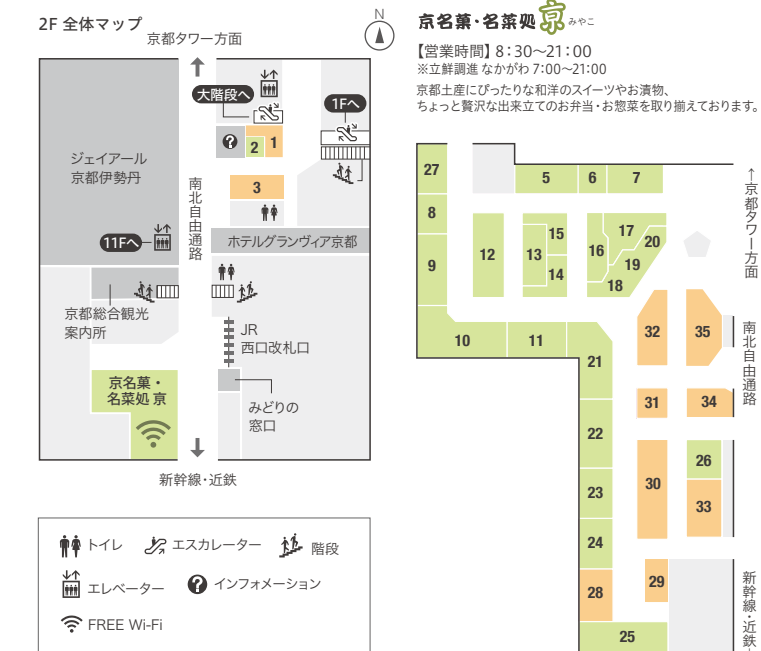 2F 全体マップ
京都タワー方面
N
大階段へ
1Fへ
2
1
3
ジェイアール
京都伊勢丹
南北自由通路
11Fへ
ホテルグランヴィア京都
京都総合観光
案内所
JR
西口改札口
京名菓・
名菜処 亰
みどりの
窓口
新幹線・近鉄
トイレ
エスカレーター
階段
エレベーター
インフォメーション
FREE Wi-Fi
京名菓・名菜処 亰 みやこ
【営業時間】8:30〜21:00
※立鮮調進 なかがわ 7:00〜21:00
京都土産にぴったりな和洋のスイーツやお漬物、
ちょっと贅沢な出来立てのお弁当・お惣菜を取り揃えております。
27
5
6
7
8
9
12
13
15
14
16
17
20
19
18
10
11
21
32
35
31
34
22
26
30
33
23
24
28
29
25
↑京都タワー方面
南北自由通路
新幹線・近鉄